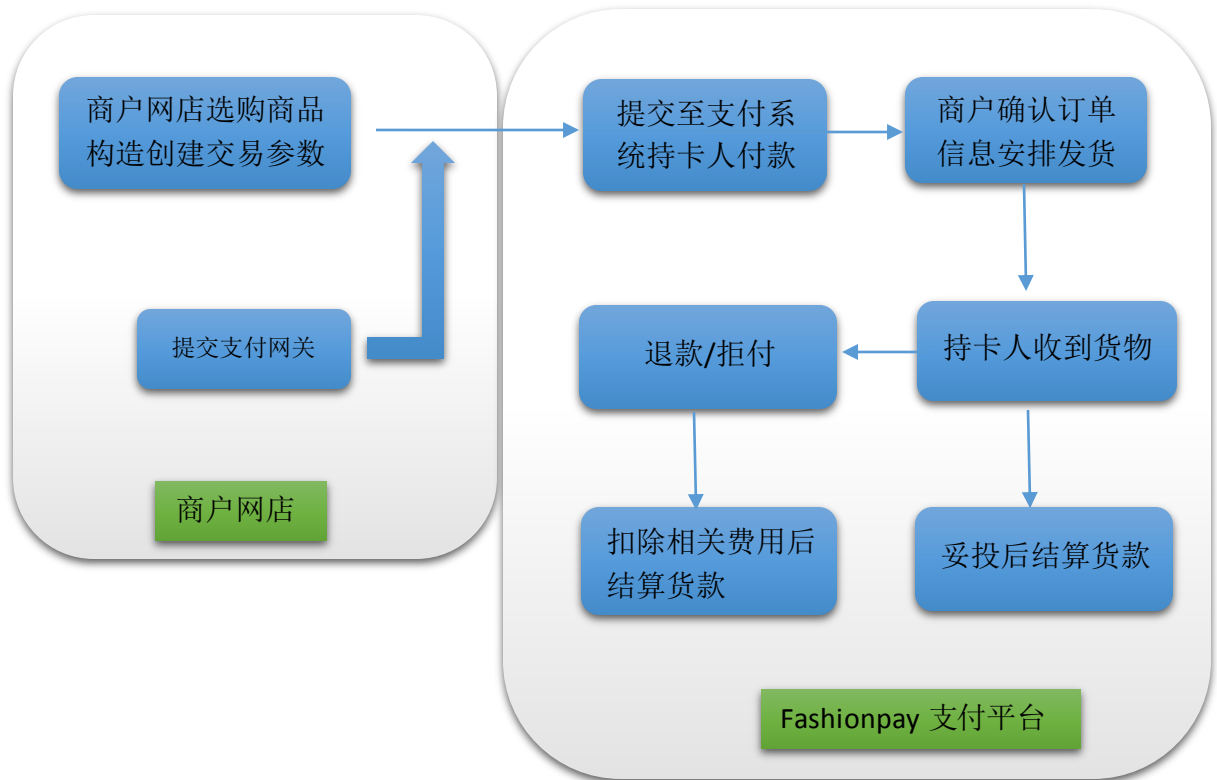 商户网店选购商品
构造创建交易参数
提交支付网关
商户网店
提交至支付系
统持卡人付款
商户确认订单
信息安排发货
退款/拒付
持卡人收到货物
扣除相关费用后
结算货款
妥投后结算货款
Fashionpay 支付平台